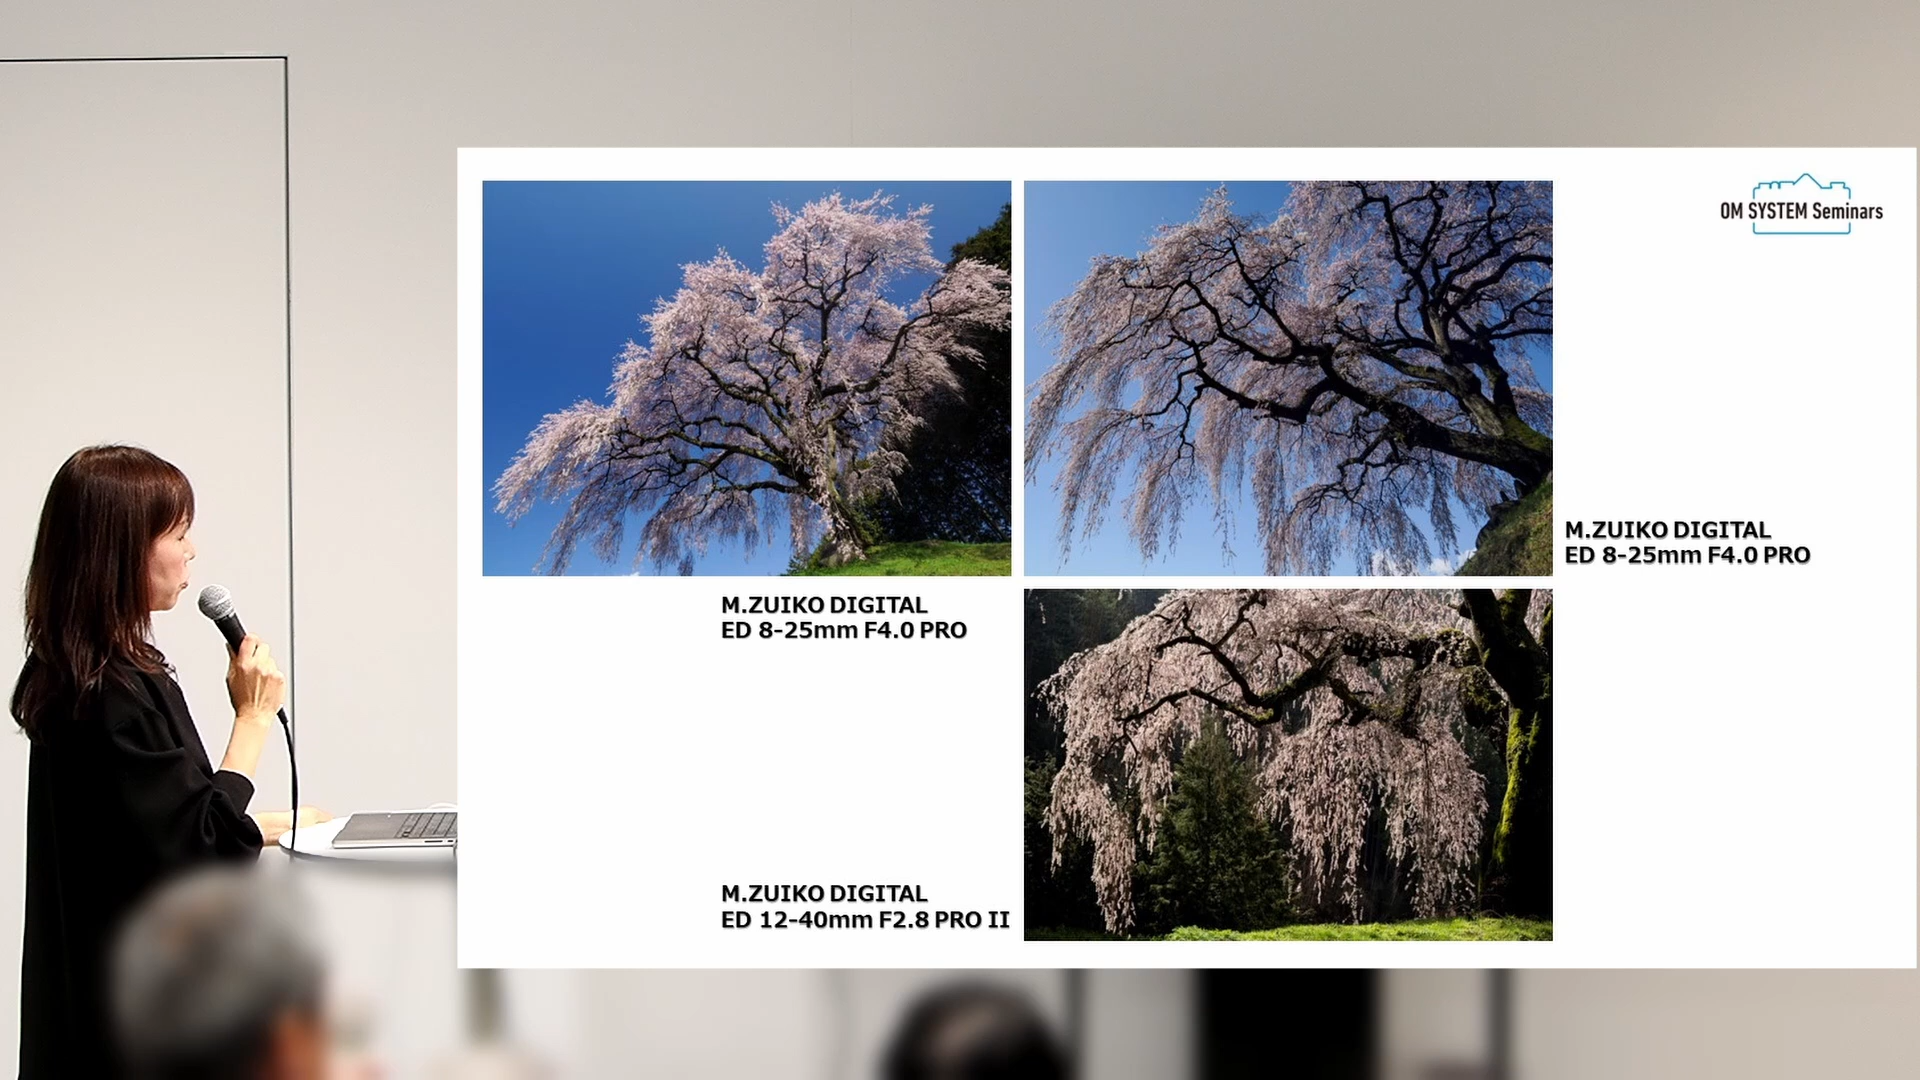 OM SYSTEM Seminars
M.ZUIKO DIGITAL
ED 8-25mm F4.0 PRO
M.ZUIKO DIGITAL
ED 8-25mm F4.0 PRO
M.ZUIKO DIGITAL
ED 12-40mm F2.8 PRO II